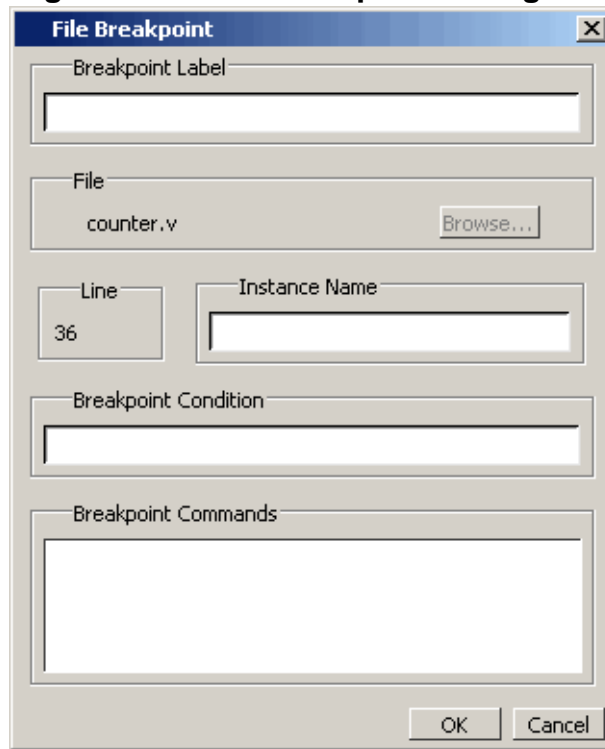 File Breakpoint
Breakpoint Label
File
counter.v Browse...
Line Instance Name
36
Breakpoint Condition
Breakpoint Commands
OK Cancel